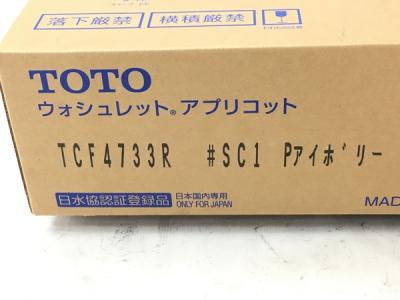 落下厳禁 横積厳禁
TOTO
ウォシュレット®アプリコット
TCF4733R #SC1 Pアイボリー
日水協認証登録品 日本国内専用
ONLY FOR JAPAN
MAD